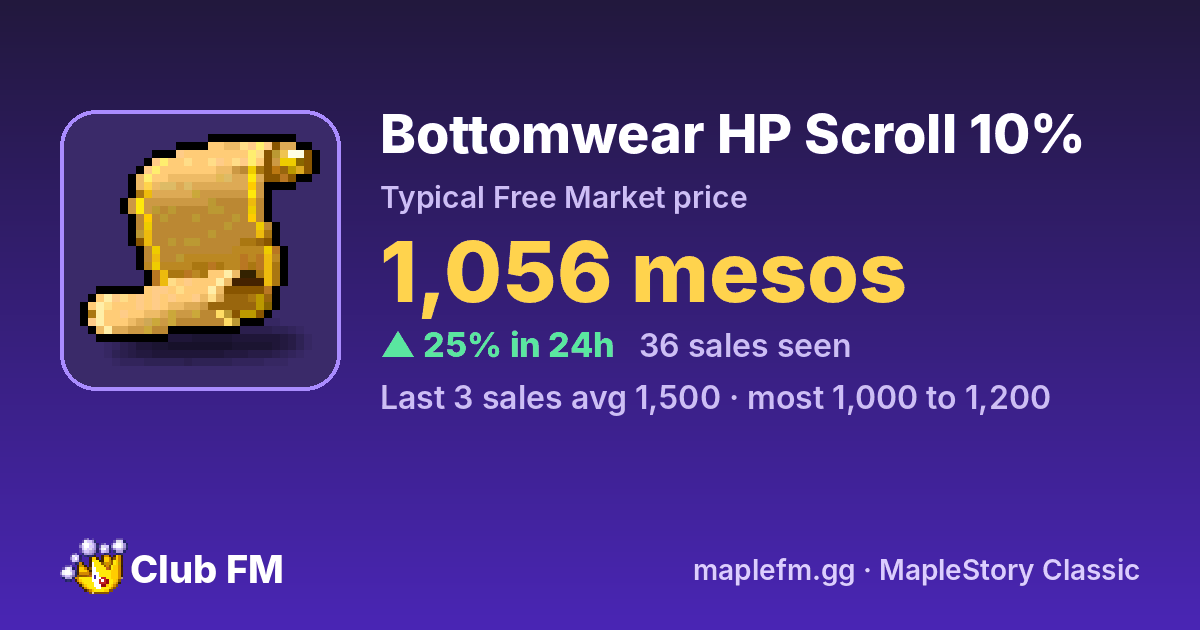 Bottomwear HP Scroll 10%
Typical Free Market price
1,056 mesos
▲ 25% in 24h 36 sales seen
Last 3 sales avg 1,500 · most 1,000 to 1,200
Club FM
maplefm.gg · MapleStory Classic